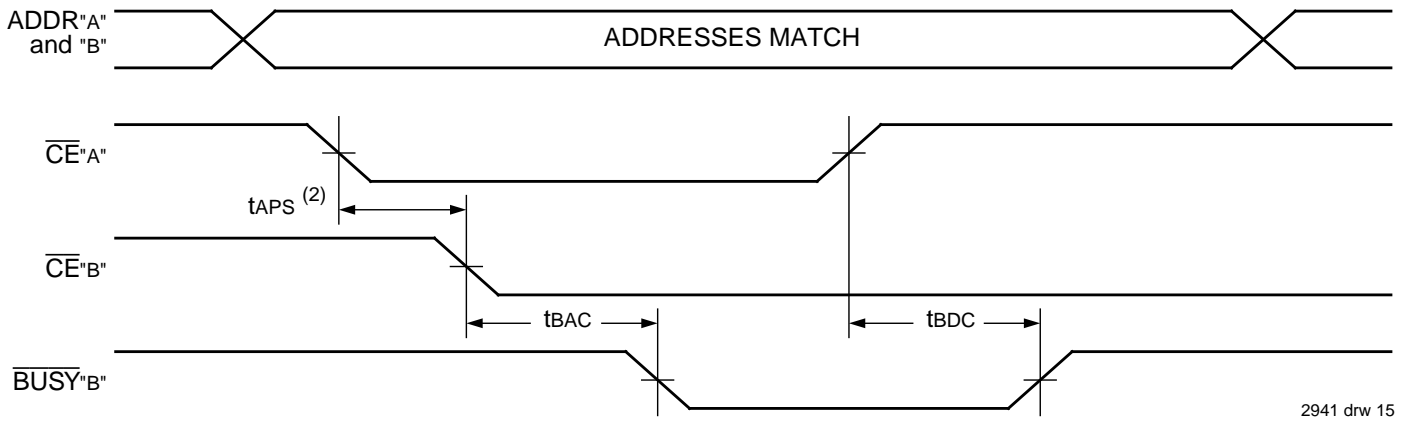 ADDR"A"
and "B"
ADDRESSES MATCH
CE"A"
tAPS (2)
CE"B"
tBAC
tBDC
BUSY"B"
2941 drw 15